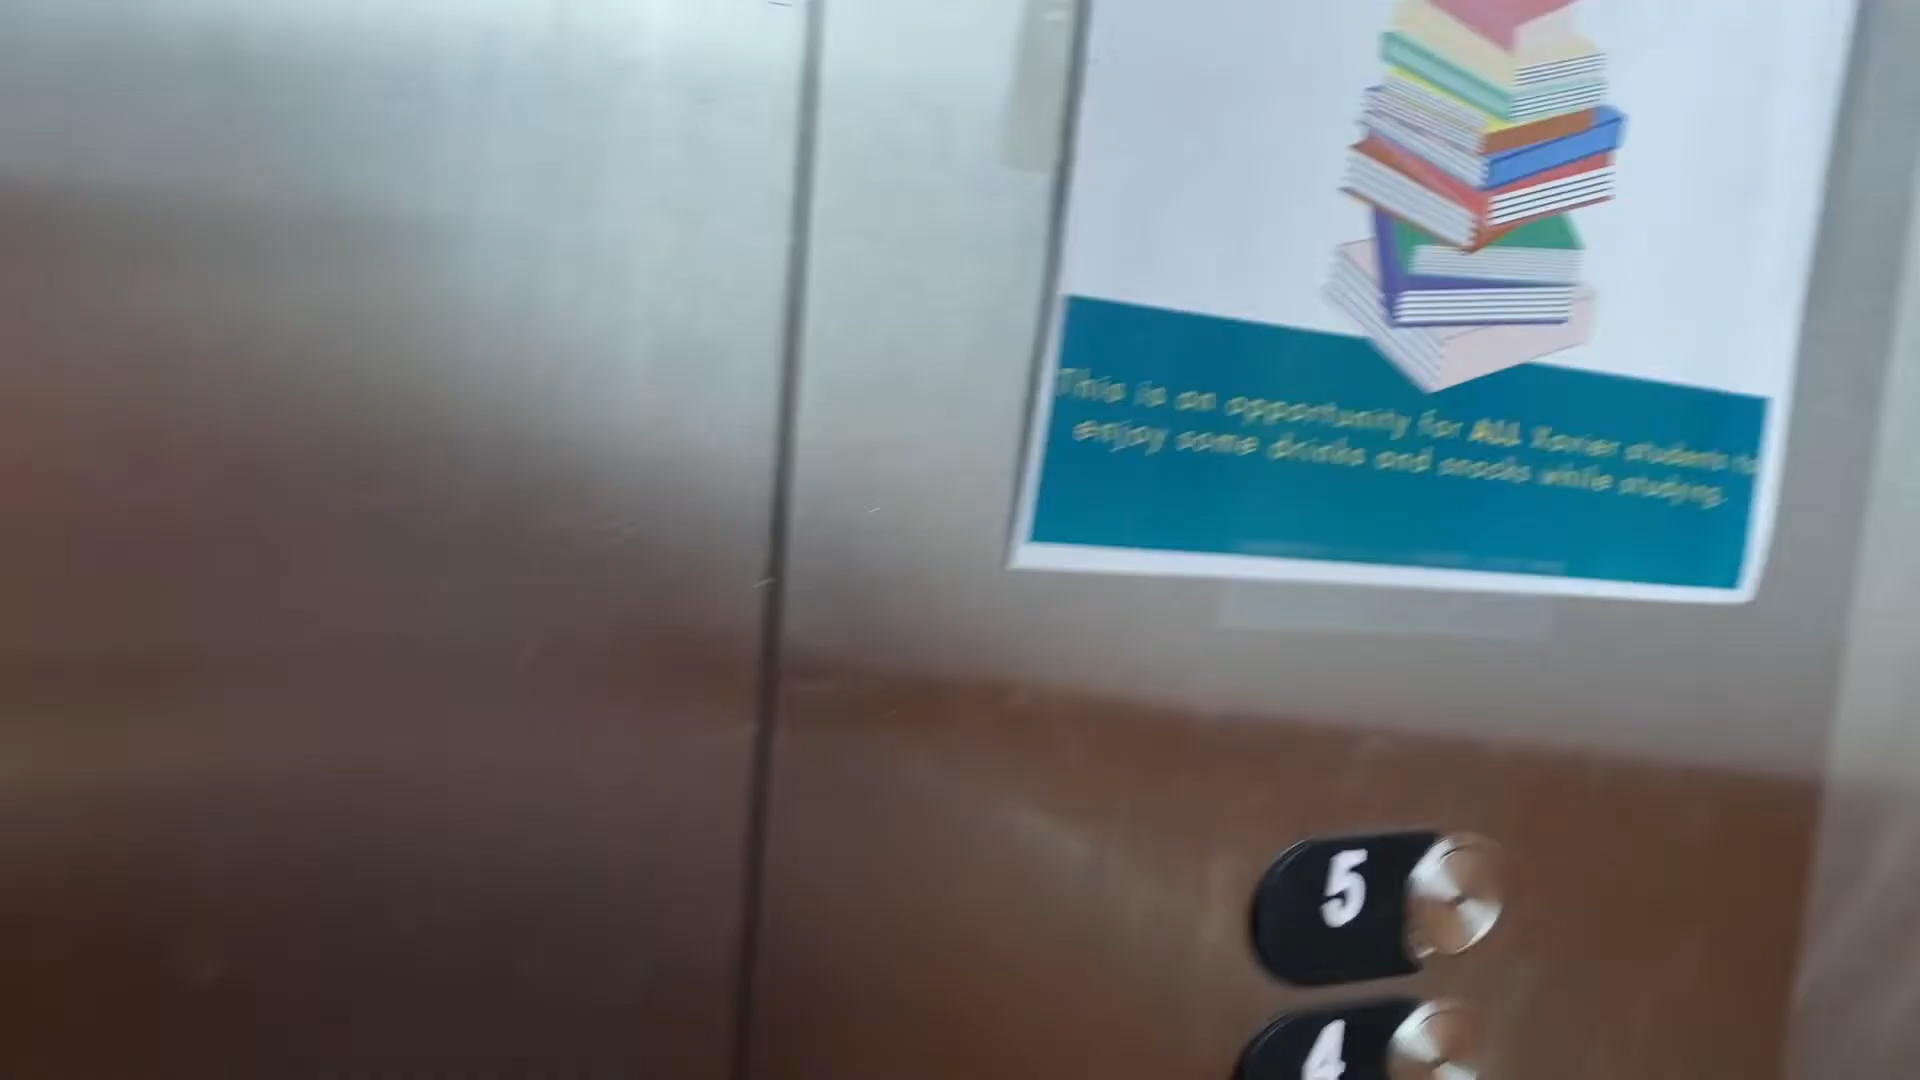 This is an opportunity for ALL Xavier students to
enjoy some drinks and snacks while studying.
5
4